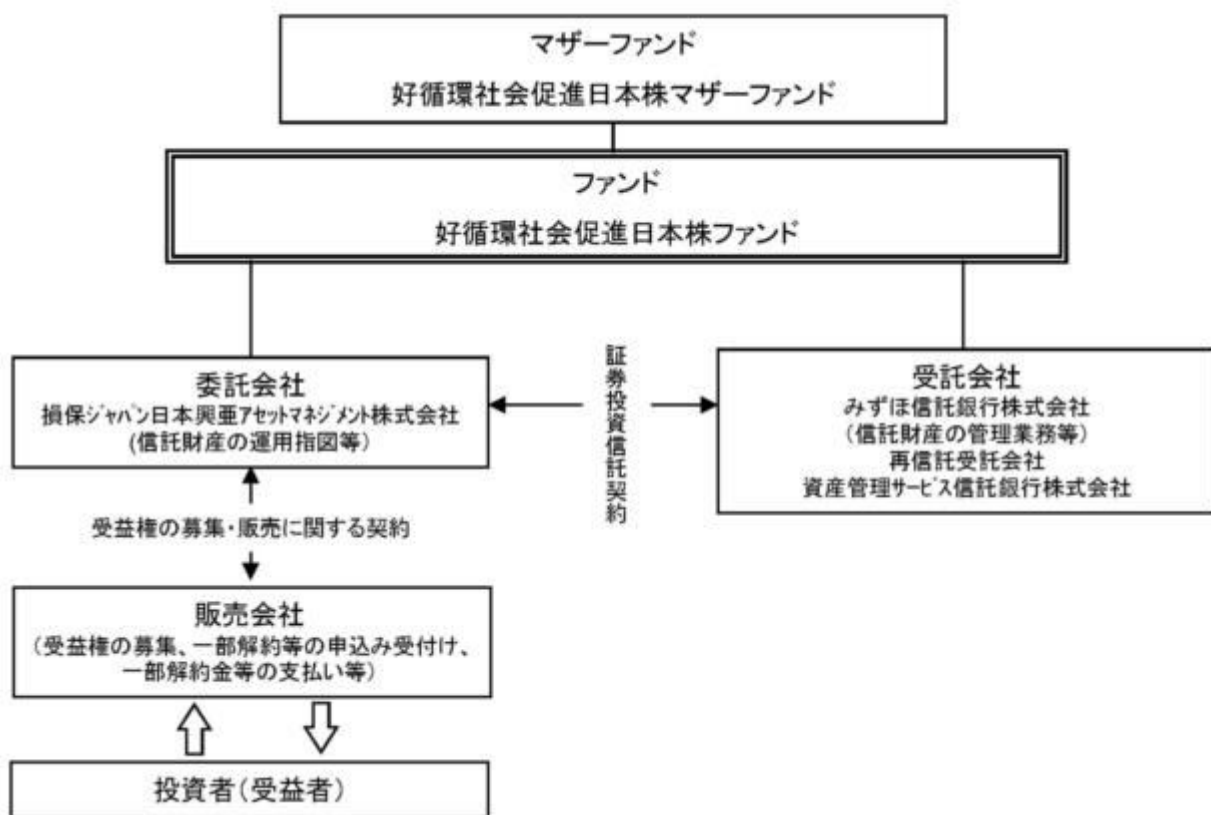 マザーファンド
好循環社会促進日本株マザーファンド
ファンド
好循環社会促進日本株ファンド
委託会社
損保ジャパン日本興亜アセットマネジメント株式会社
(信託財産の運用指図等)
証券投資信託契約
受託会社
みずほ信託銀行株式会社
(信託財産の管理業務等)
再信託受託会社
資産管理サービス信託銀行株式会社
受益権の募集・販売に関する契約
販売会社
(受益権の募集、一部解約等の申込み受付け、
一部解約金等の支払い等)
投資者(受益者)